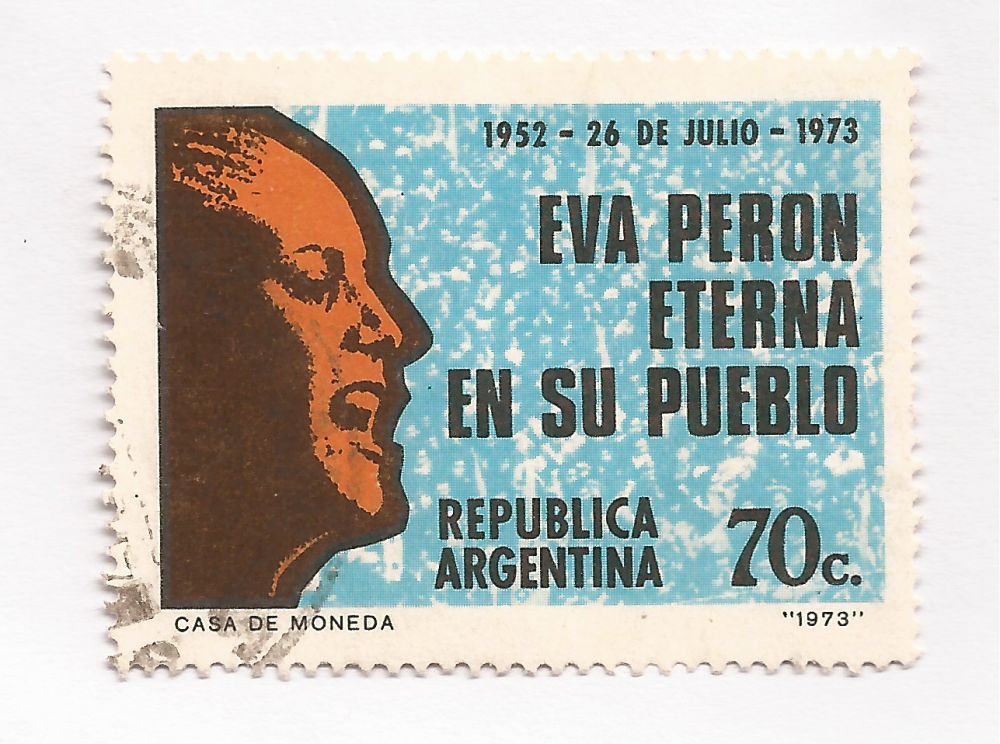 1952 - 26 DE JULIO - 1973
EVA PERON
ETERNA
EN SU PUEBLO
REPUBLICA
ARGENTINA
70c.
CASA DE MONEDA
"1973"